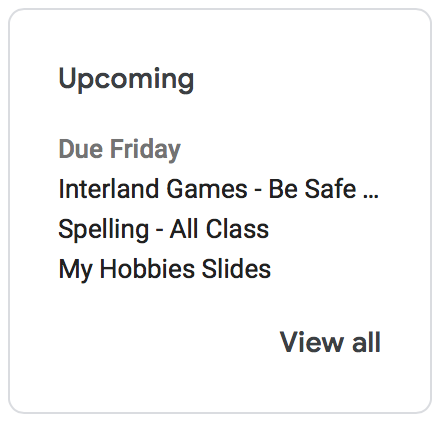 Upcoming
Due Friday
Interland Games - Be Safe ...
Spelling - All Class
My Hobbies Slides
View all